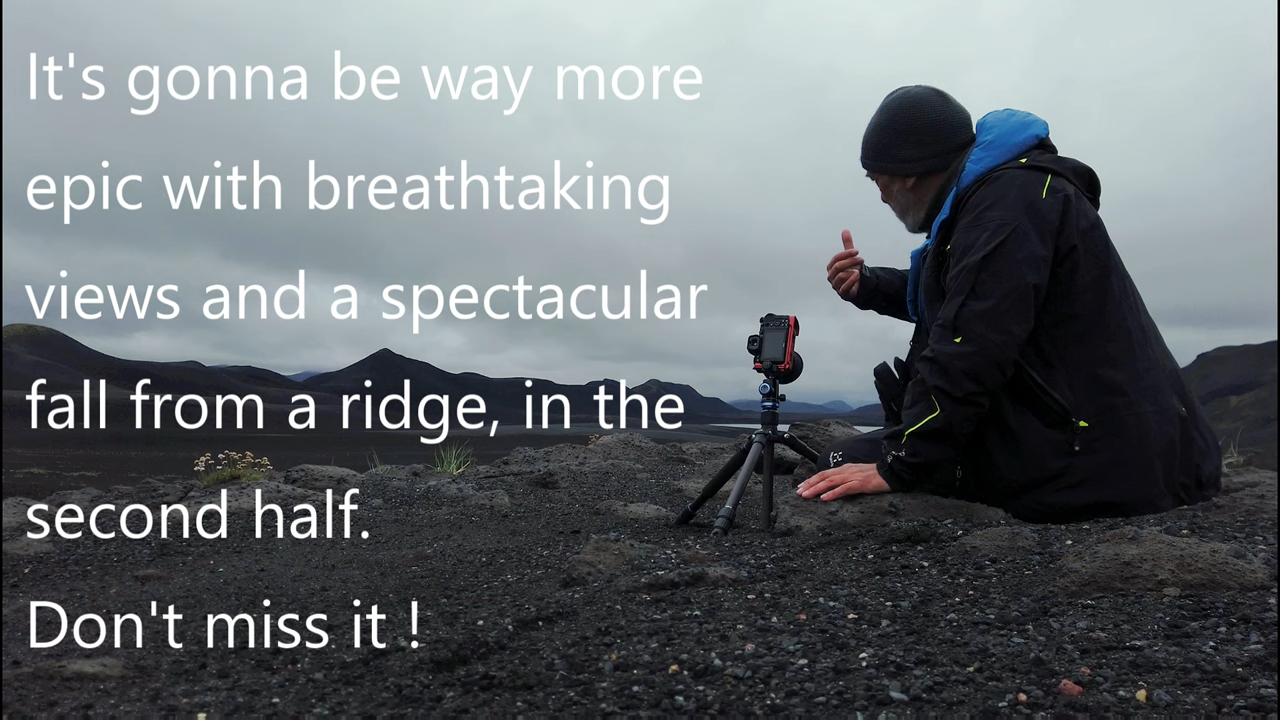 It's gonna be way more
epic with breathtaking
views and a spectacular
fall from a ridge, in the
second half.
Don't miss it !